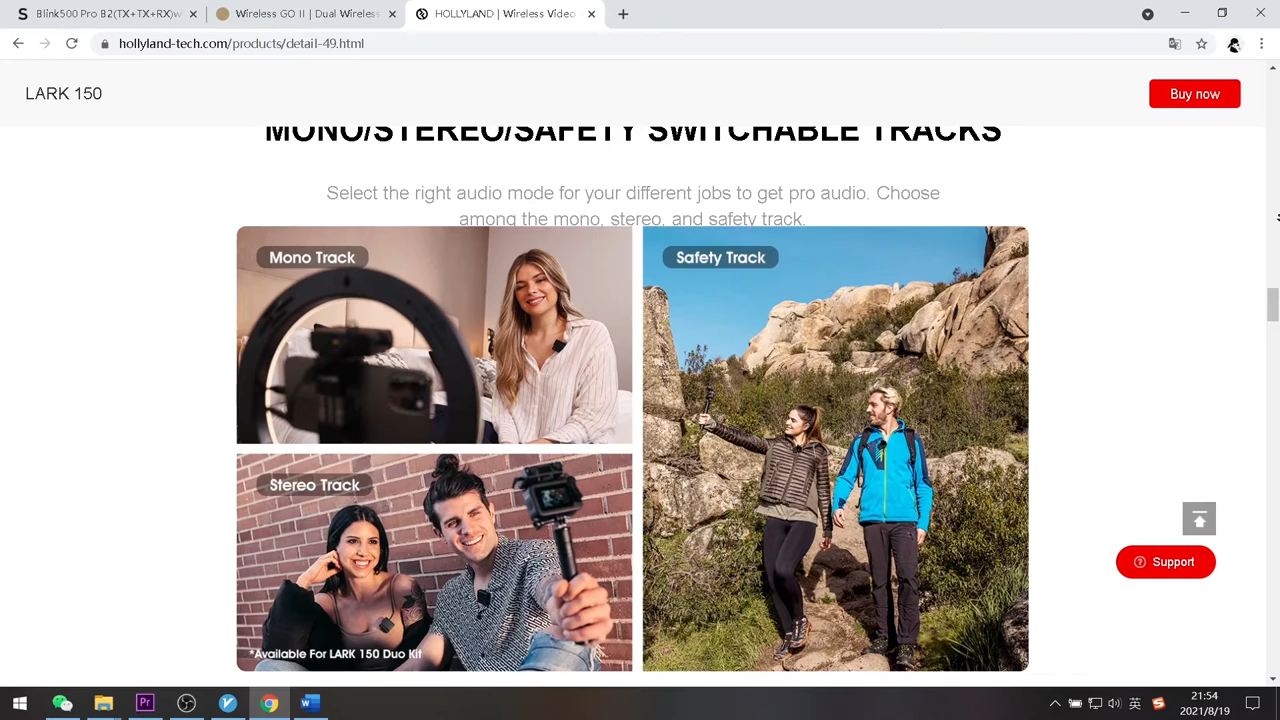 Blink500 Pro B2(TX+TX+RX)w
Wireless GO II | Dual Wireles
HOLLYLAND | Wireless Video
hollyland-tech.com/products/detail-49.html
LARK 150
Buy now
MONO/STEREO/SAFETY SWITCHABLE TRACKS
Select the right audio mode for your different jobs to get pro audio. Choose
among the mono, stereo, and safety track.
Mono Track
Safety Track
Stereo Track
*Available For LARK 150 Duo Kit
Support
英
21:54
2021/8/19